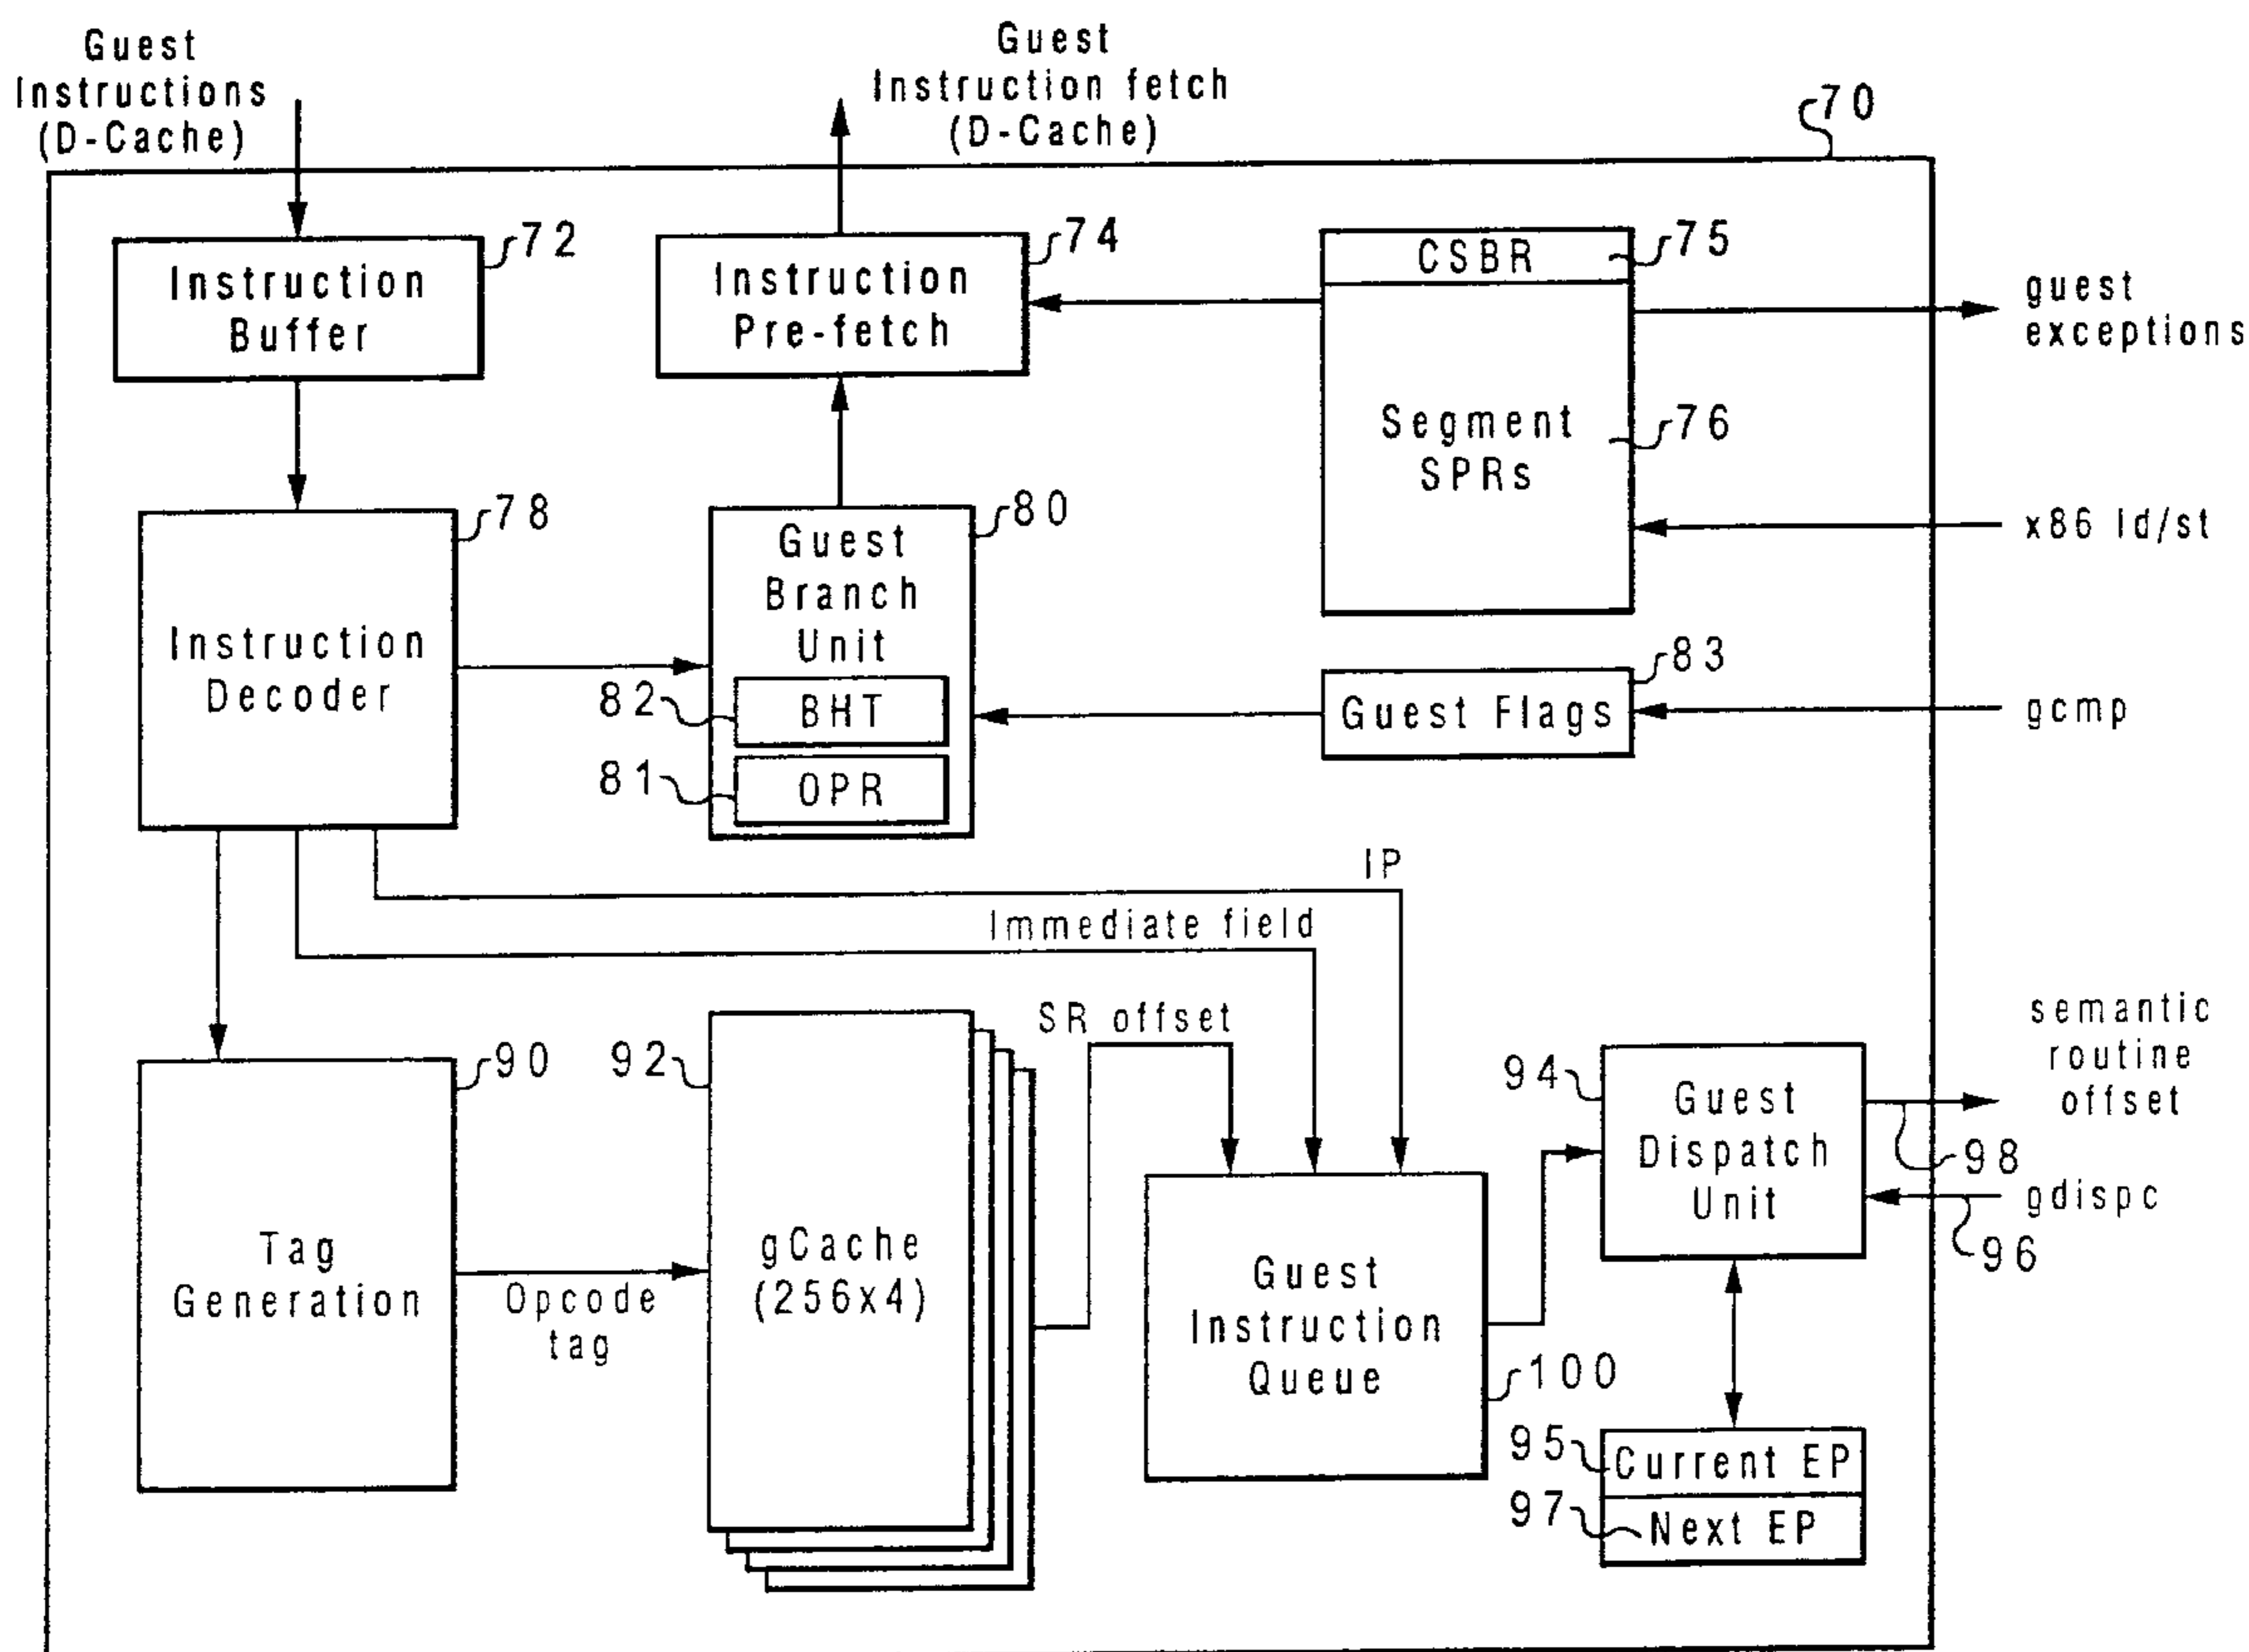 Guest
Instructions
(D-Cache)
Guest
Instruction fetch
(D-Cache)
70
Instruction
Buffer
72
Instruction
Pre-fetch
74
CSBR
75
Segment
SPRs
76
guest
exceptions
x86 ld/st
Instruction
Decoder
78
Guest
Branch
Unit
80
82
BHT
81
OPR
Guest Flags
83
gcmp
IP
Immediate field
SR offset
Tag
Generation
90
Opcode
tag
92
gCache
(256x4)
Guest
Instruction
Queue
100
94
Guest
Dispatch
Unit
semantic
routine
offset
98
gdispc
96
95
Current EP
97
Next EP